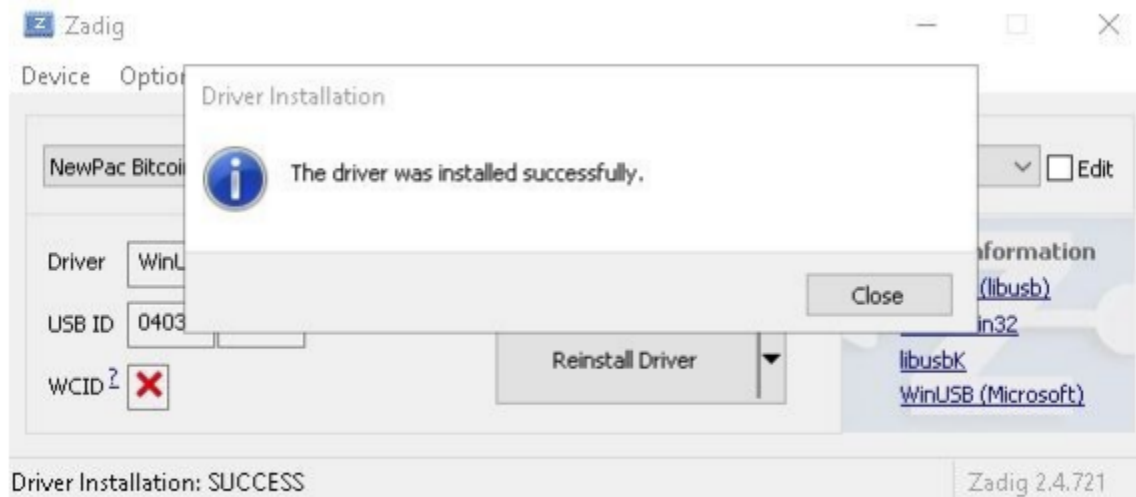 Zadig
Device Option
Driver Installation
The driver was installed successfully.
NewPac Bitcoi
Edit
Driver WinU
nformation
(libusb)
Close
USB ID 0403
in32
Reinstall Driver
libusbK
WCID ?
WinUSB (Microsoft)
Driver Installation: SUCCESS
Zadig 2.4.721